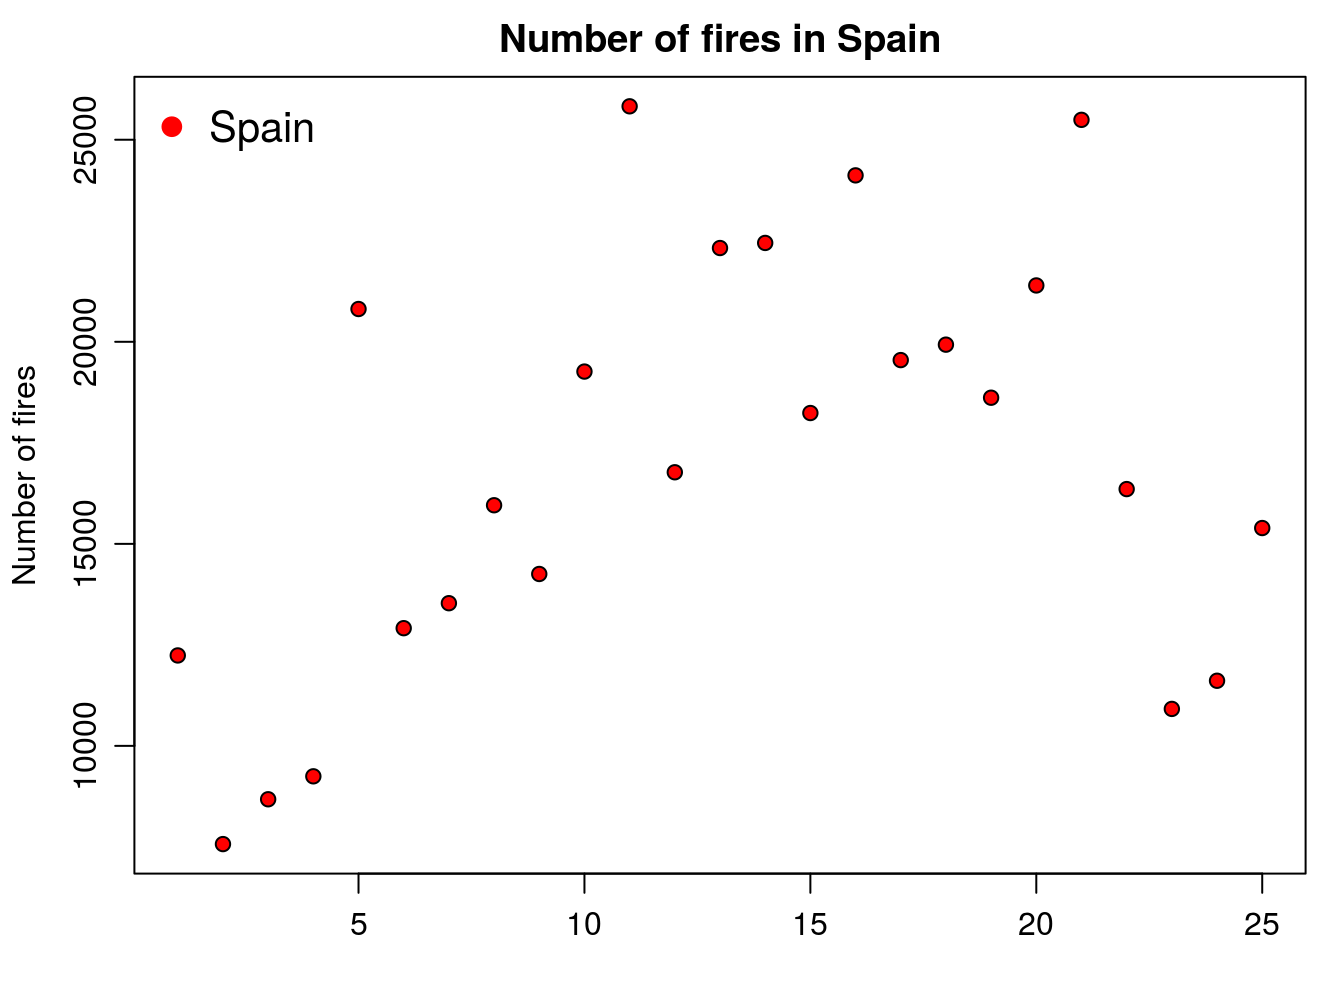 Number of fires in Spain
Spain
Number of fires
25000
20000
15000
10000
5 10 15 20 25